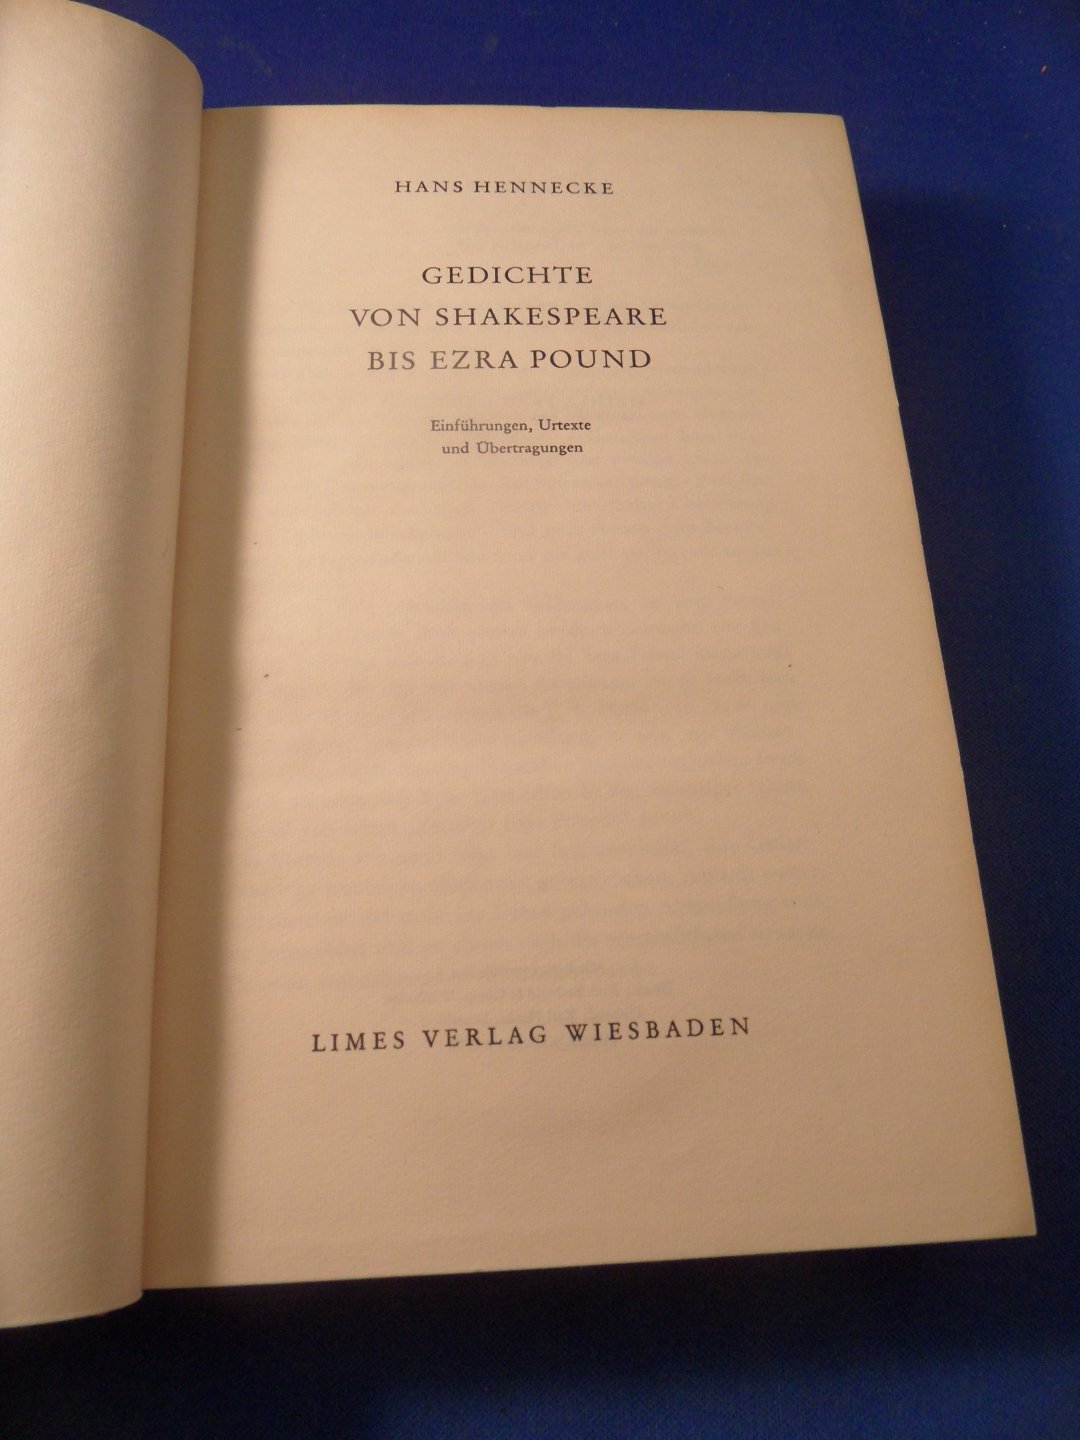 HANS HENNECKE
GEDICHTE
VON SHAKESPEARE
BIS EZRA POUND
Einführungen, Urtexte
und Übertragungen
LIMES VERLAG WIESBADEN